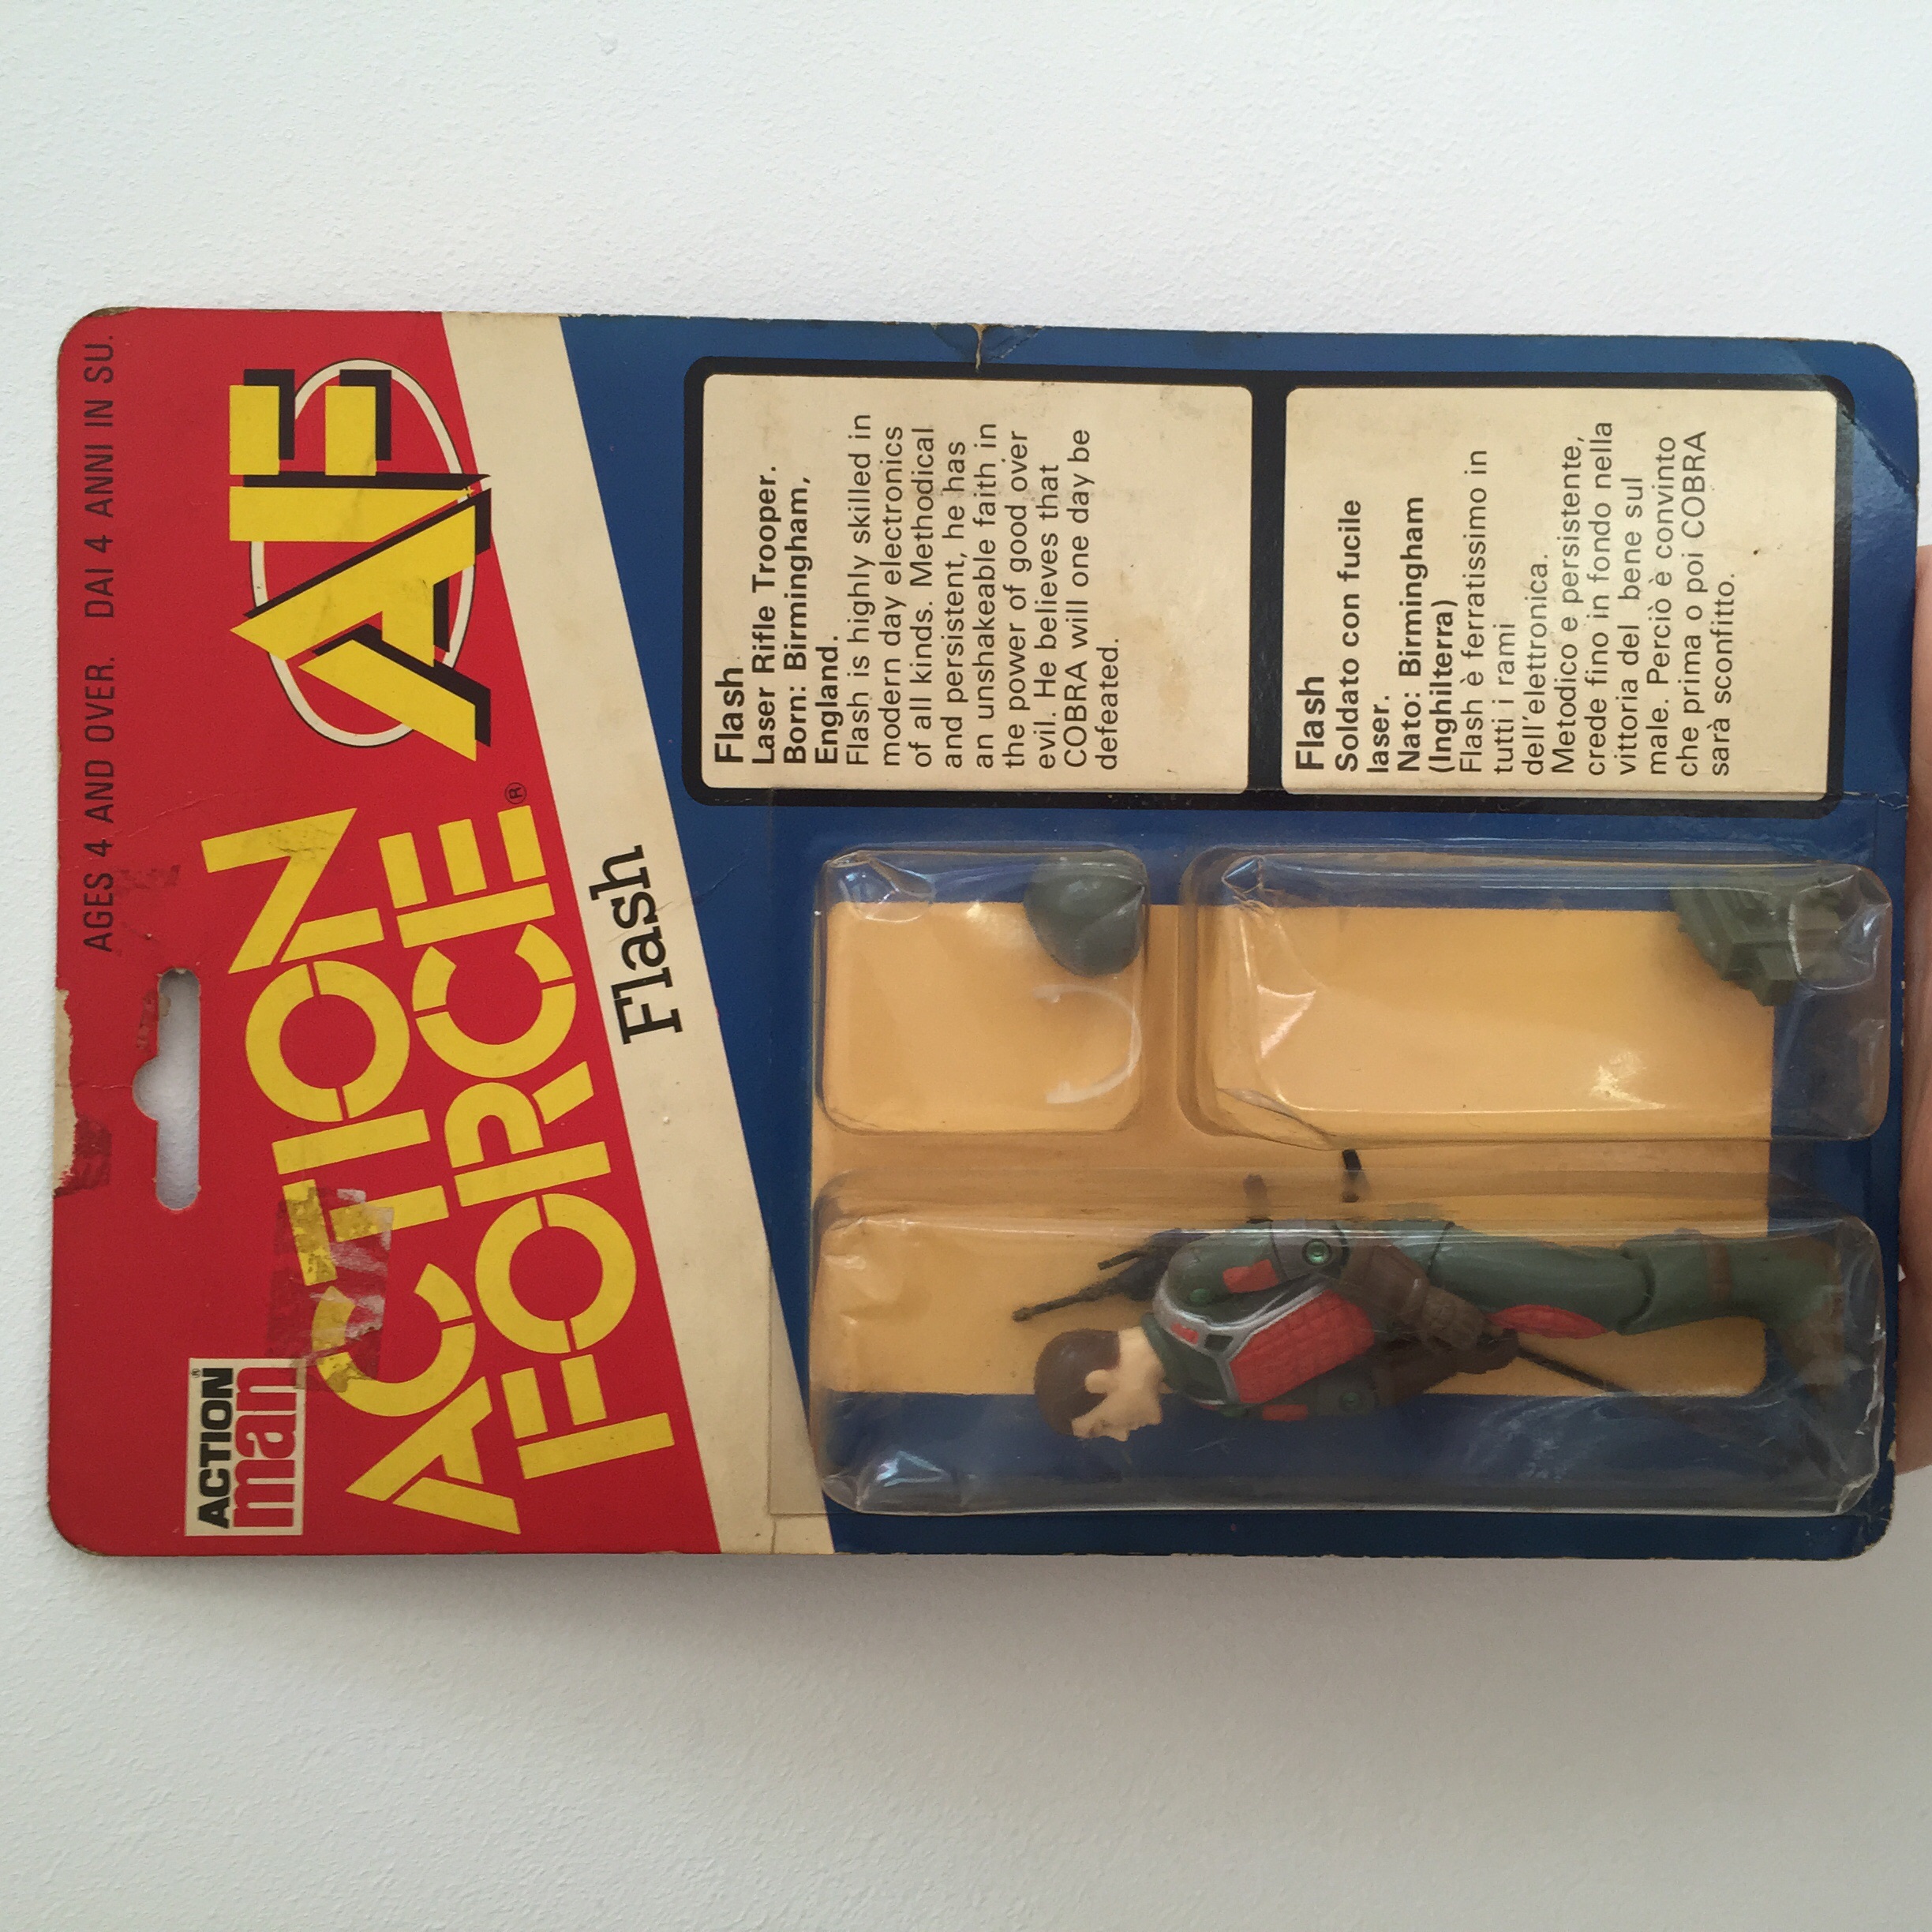 AGES 4 AND OVER. DAI 4 ANNI IN SU.
ACTION
man
ACTION
FORCE®
AF
Flash
Flash
Laser Rifle Trooper.
Born: Birmingham,
England.
Flash is highly skilled in
modern day electronics
of all kinds. Methodical
and persistent, he has
an unshakeable faith in
the power of good over
evil. He believes that
COBRA will one day be
defeated.
Flash
Soldato con fucile
laser.
Nato: Birmingham
(Inghilterra)
Flash è ferratissimo in
tutti i rami
dell'elettronica.
Metodico e persistente,
crede fino in fondo nella
vittoria del bene sul
male. Perciò è convinto
che prima o poi COBRA
sarà sconfitto.